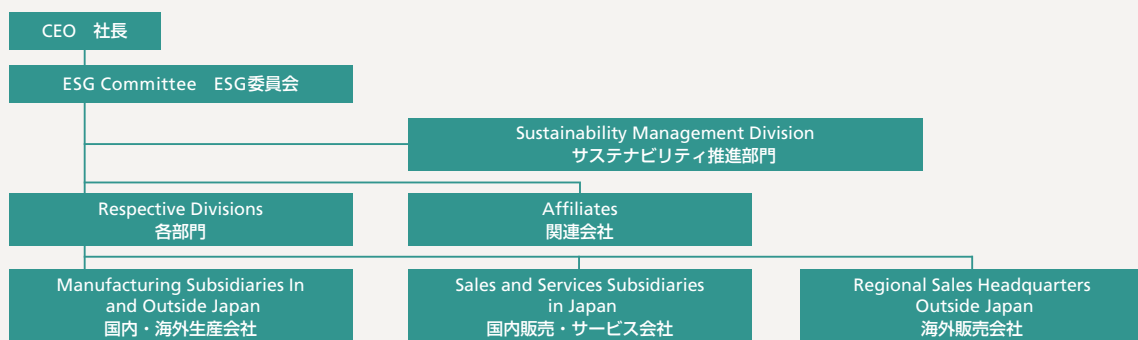 CEO　社長
ESG Committee　ESG委員会
Sustainability Management Division
サステナビリティ推進部門
Respective Divisions
各部門
Affiliates
関連会社
Manufacturing Subsidiaries In
and Outside Japan
国内・海外生産会社
Sales and Services Subsidiaries
in Japan
国内販売・サービス会社
Regional Sales Headquarters
Outside Japan
海外販売会社